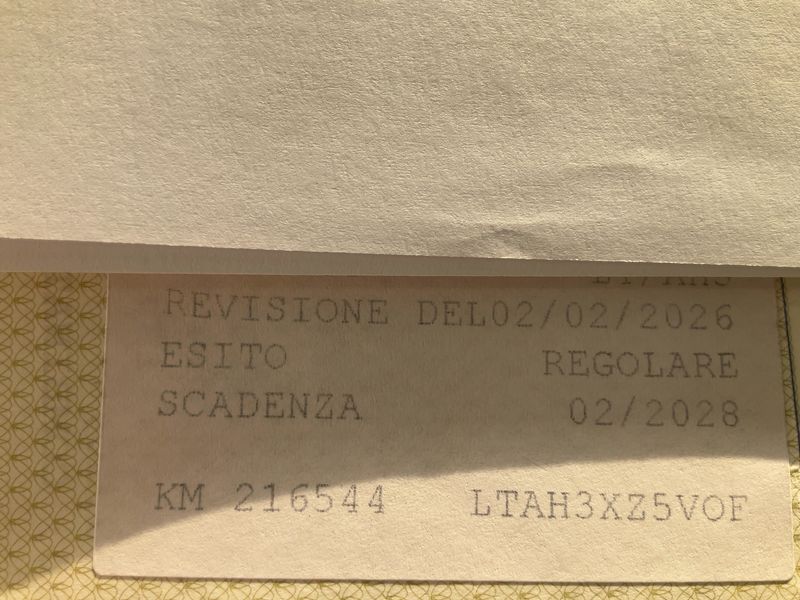 REVISIONE DEL02/02/2026
ESITO REGOLARE
SCADENZA 02/2028
KM 216544 LTAH3XZ5VOF